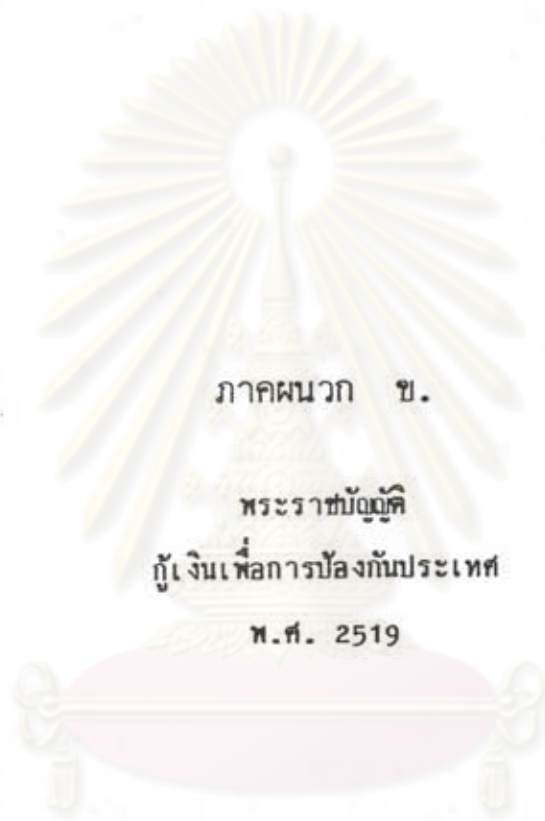 ภาคผนวก ข.
พระราชบัญญัติ
กู้เงินเพื่อการป้องกันประเทศ
พ.ศ. 2519